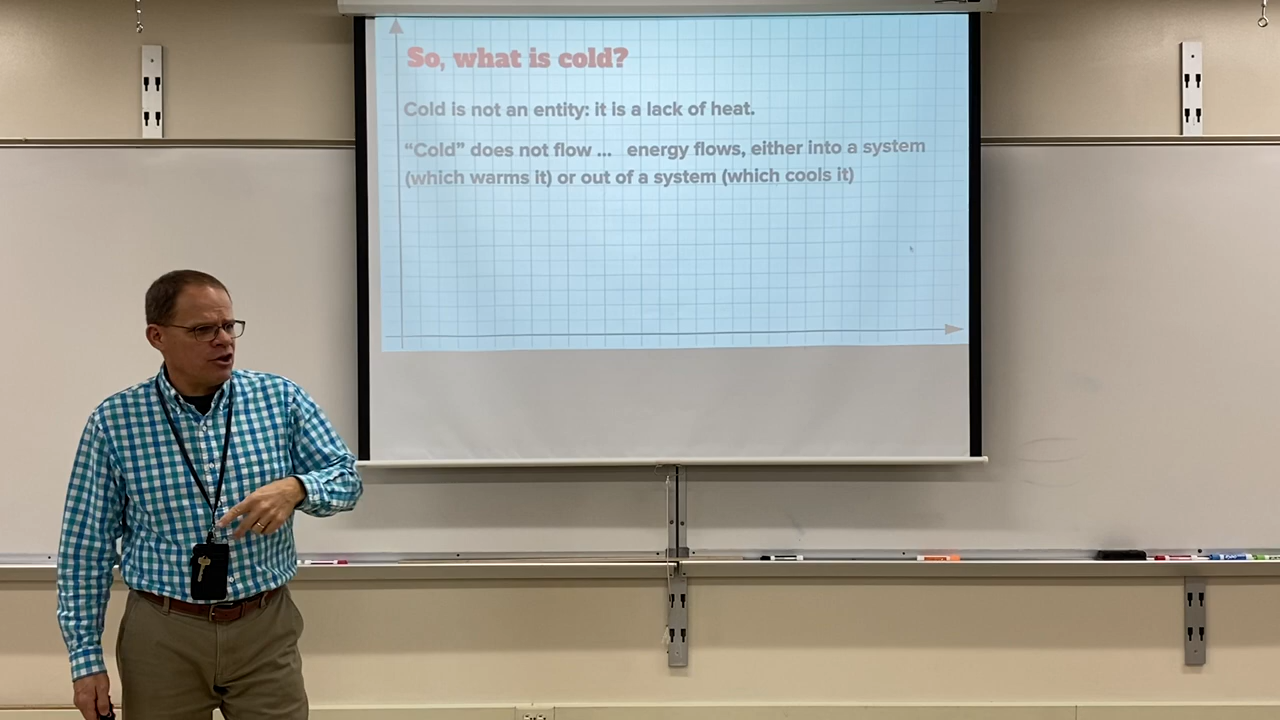 So, what is cold?
Cold is not an entity: it is a lack of heat.
“Cold” does not flow ... energy flows, either into a system
(which warms it) or out of a system (which cools it)